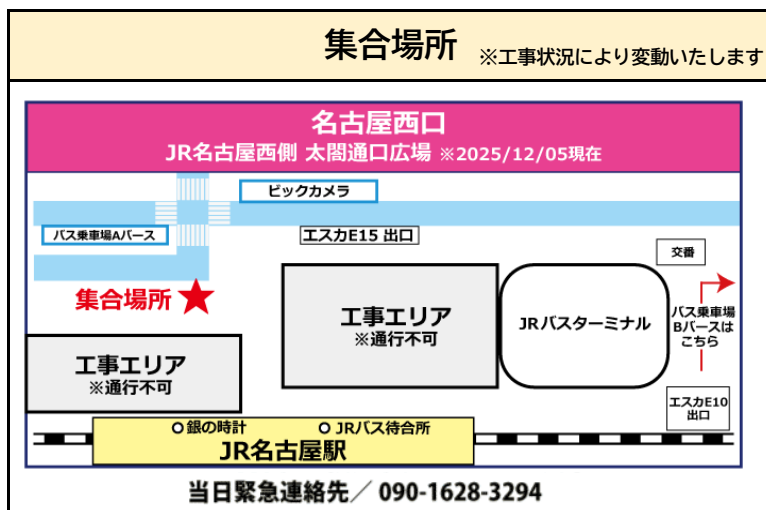 集合場所 ※工事状況により変動いたします
名古屋西口
JR名古屋西側 太閤通口広場 ※2025/12/05現在
ビックカメラ
バス乗車場Aバース
エスカE15 出口
交番
集合場所
工事エリア
※通行不可
JRバスターミナル
バス乗車場
Bバースは
こちら
工事エリア
※通行不可
エスカE10
出口
銀の時計
JRバス待合所
JR名古屋駅
当日緊急連絡先／ 090-1628-3294